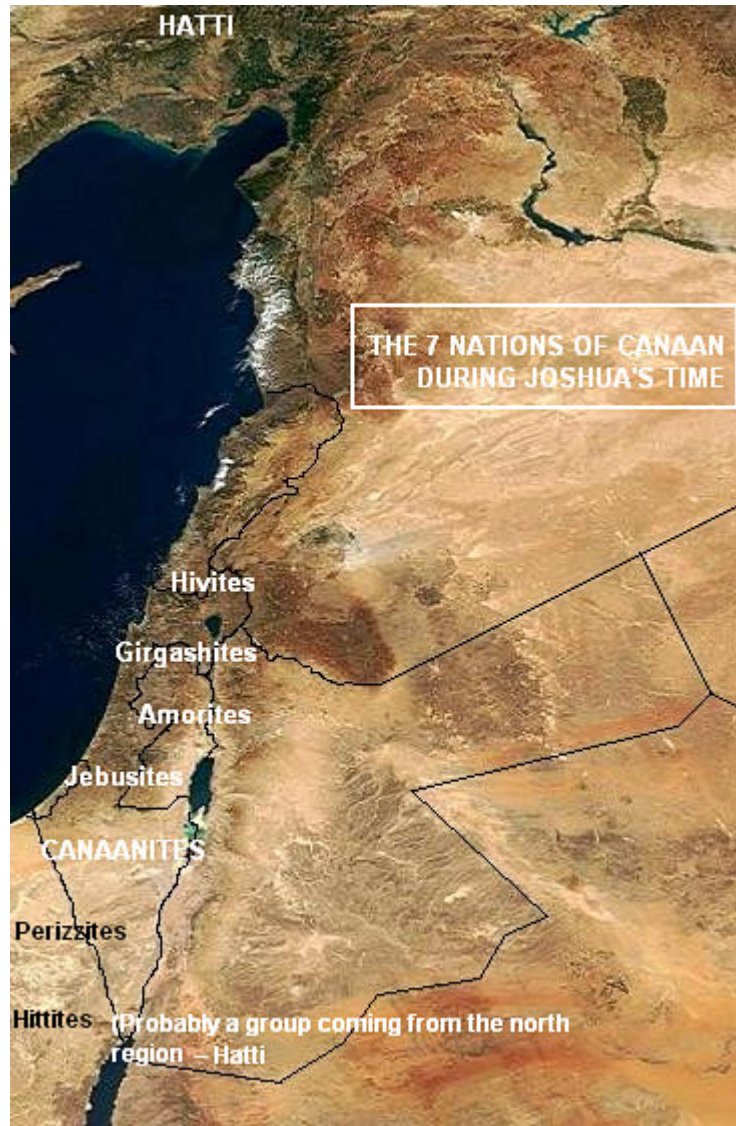 HATTI
THE 7 NATIONS OF CANAAN
DURING JOSHUA'S TIME
Hivites
Girgashites
Amorites
Jebusites
CANAANITES
Perizzites
Hittites – (Probably a group coming from the north
region – Hatti